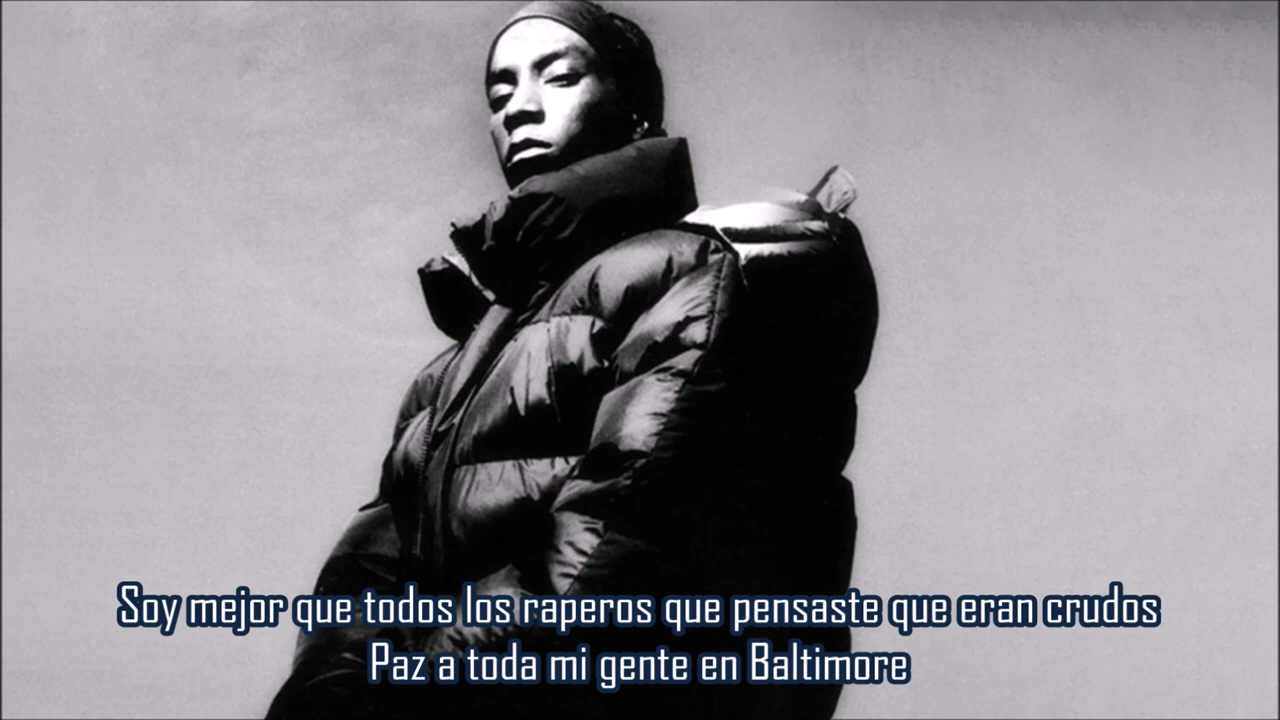 Soy mejor que todos los raperos que pensaste que eran crudos
Paz a toda mi gente en Baltimore